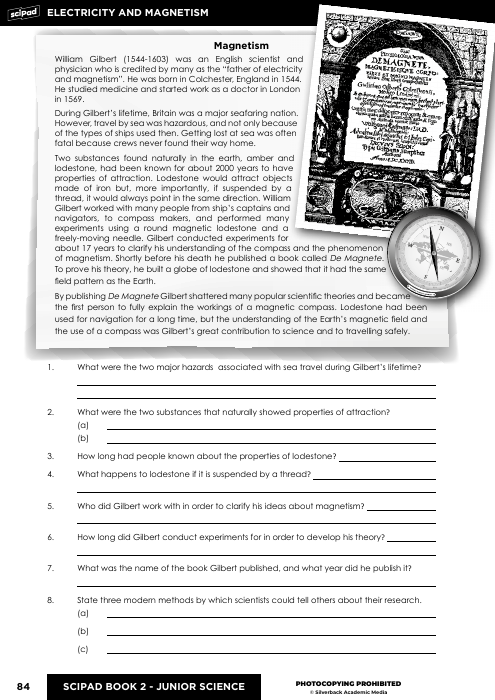 scipad ELECTRICITY AND MAGNETISM
Magnetism
William Gilbert (1544-1603) was an English scientist and
physician who is credited by many as the "father of electricity
and magnetism". He was born in Colchester, England in 1544.
He studied medicine and started work as a doctor in London
in 1569.
During Gilbert's lifetime, Britain was a major seafaring nation.
However, travel by sea was hazardous, and not only because
of the types of ships used then. Getting lost at sea was often
fatal because crews never found their way home.
Two substances found naturally in the earth, amber and
lodestone, had been known for about 2000 years to have
properties of attraction. Lodestone would attract objects
made of iron but, more importantly, if suspended by a
thread, it would always point in the same direction. William
Gilbert worked with many people from ship's captains and
navigators, to compass makers, and performed many
experiments using a round magnetic lodestone and a
freely-moving needle. Gilbert conducted experiments for
about 17 years to clarify his understanding of the compass and the phenomenon
of magnetism. Shortly before his death he published a book called De Magnete.
To prove his theory, he built a globe of lodestone and showed that it had the same
field pattern as the Earth.
By publishing De Magnete Gilbert shattered many popular scientific theories and became
the first person to fully explain the workings of a magnetic compass. Lodestone had been
used for navigation for a long time, but the understanding of the Earth's magnetic field and
the use of a compass was Gilbert's great contribution to science and to travelling safely.
DE MAGNETE
1. What were the two major hazards associated with sea travel during Gilbert's lifetime?
2. What were the two substances that naturally showed properties of attraction?
(a)
(b)
3. How long had people known about the properties of lodestone?
4. What happens to lodestone if it is suspended by a thread?
5. Who did Gilbert work with in order to clarify his ideas about magnetism?
6. How long did Gilbert conduct experiments for in order to develop his theory?
7. What was the name of the book Gilbert published, and what year did he publish it?
8. State three modern methods by which scientists could tell others about their research.
(a)
(b)
(c)
84 SCIPAD BOOK 2 - JUNIOR SCIENCE
PHOTOCOPYING PROHIBITED
© Silverback Academic Media